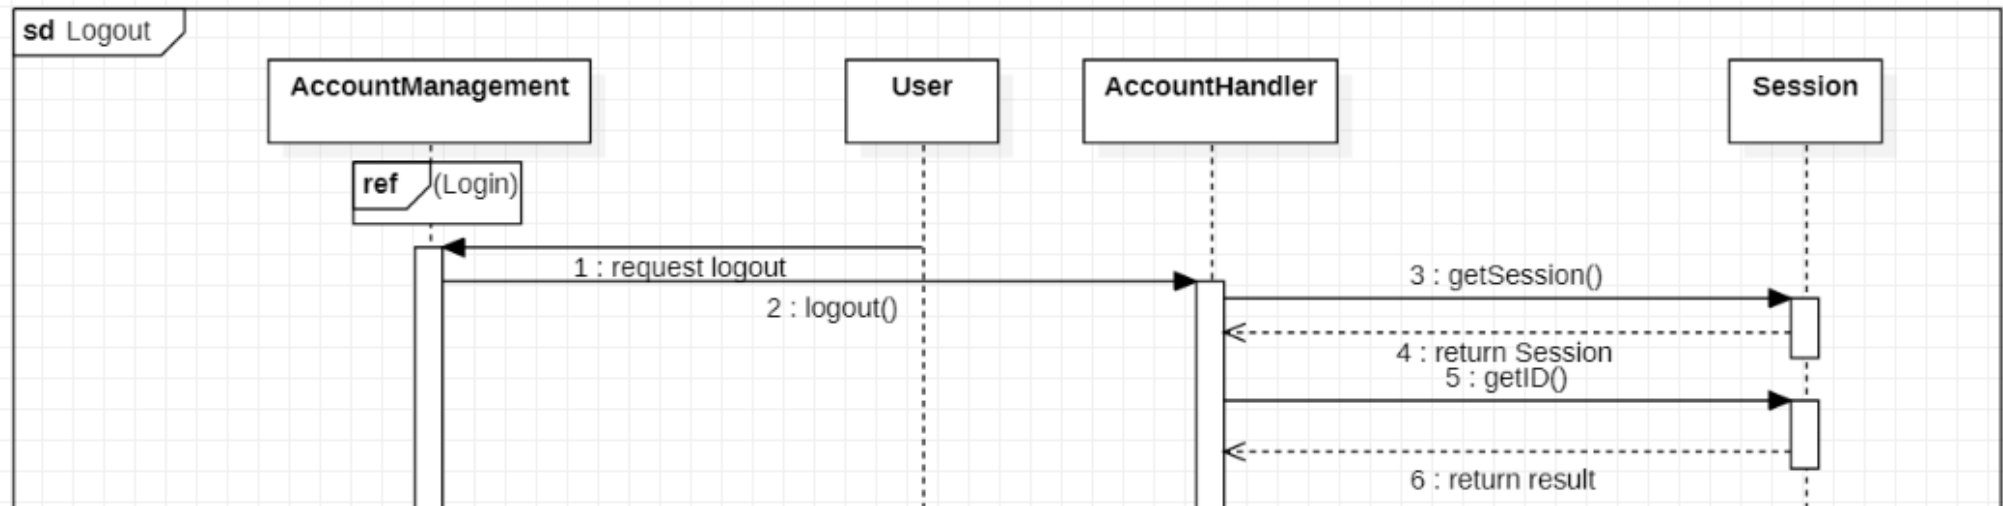 sd Logout
AccountManagement
User
AccountHandler
Session
ref (Login)
1 : request logout
2 : logout()
3 : getSession()
4 : return Session
5 : getID()
6 : return result